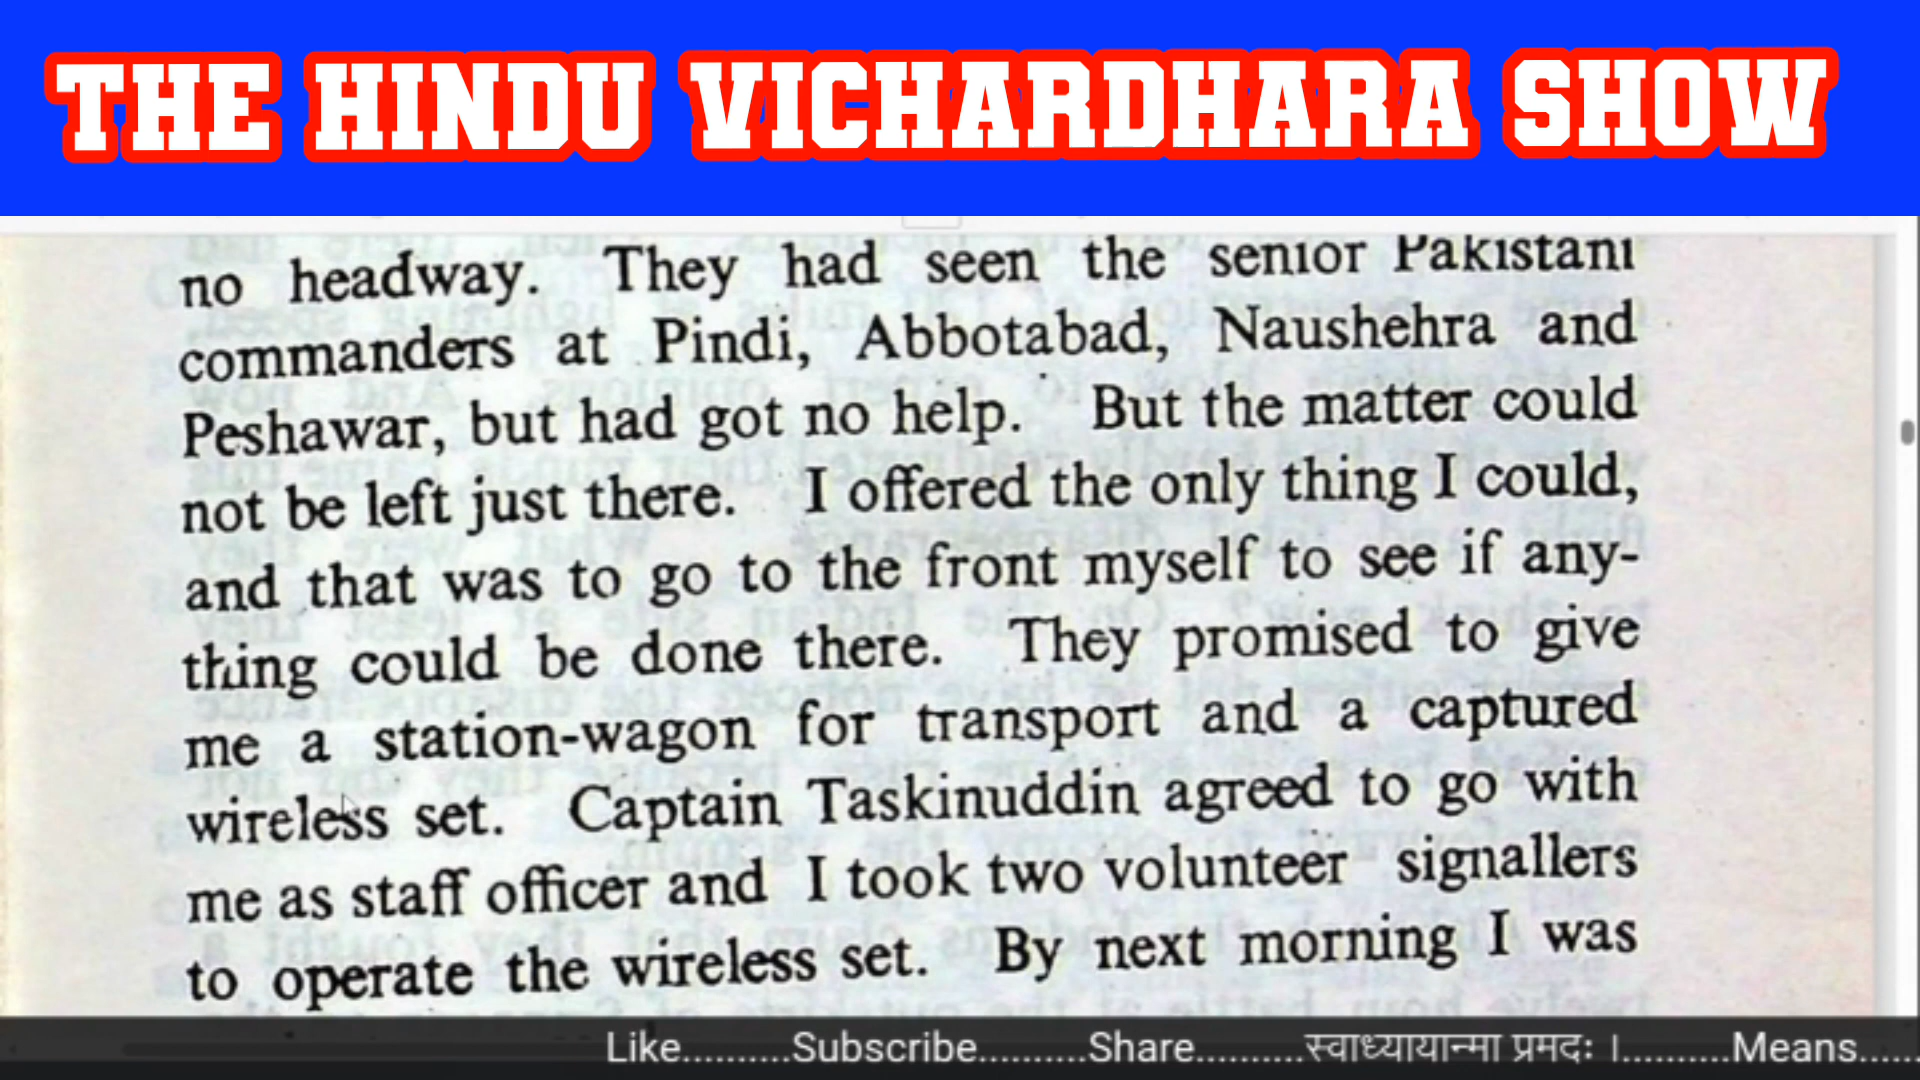 THE HINDU VICHARDHARA SHOW
no headway. They had seen the senior Pakistani
commanders at Pindi, Abbotabad, Naushehra and
Peshawar, but had got no help. But the matter could
not be left just there. I offered the only thing I could,
and that was to go to the front myself to see if any-
thing could be done there. They promised to give
me a station-wagon for transport and a captured
wireless set. Captain Taskinuddin agreed to go with
me as staff officer and I took two volunteer signallers
to operate the wireless set. By next morning I was
Like..........Subscribe..........Share..........स्वाध्यायान्मा प्रमदः ।..........Means......